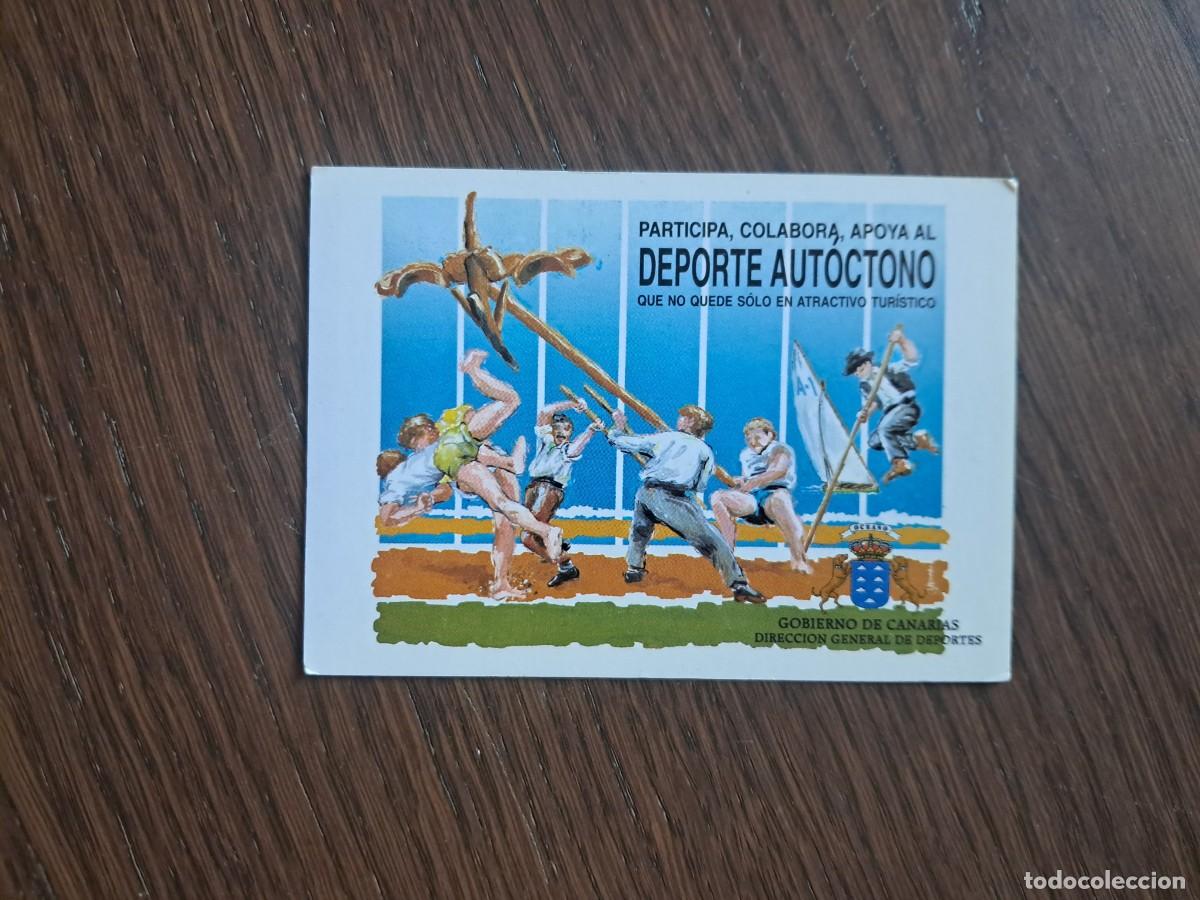 PARTICIPA, COLABORA, APOYA AL
DEPORTE AUTÓCTONO
QUE NO QUEDE SÓLO EN ATRACTIVO TURÍSTICO
A-1
OCEANO
GOBIERNO DE CANARIAS
DIRECCION GENERAL DE DEPORTES
todocoleccion